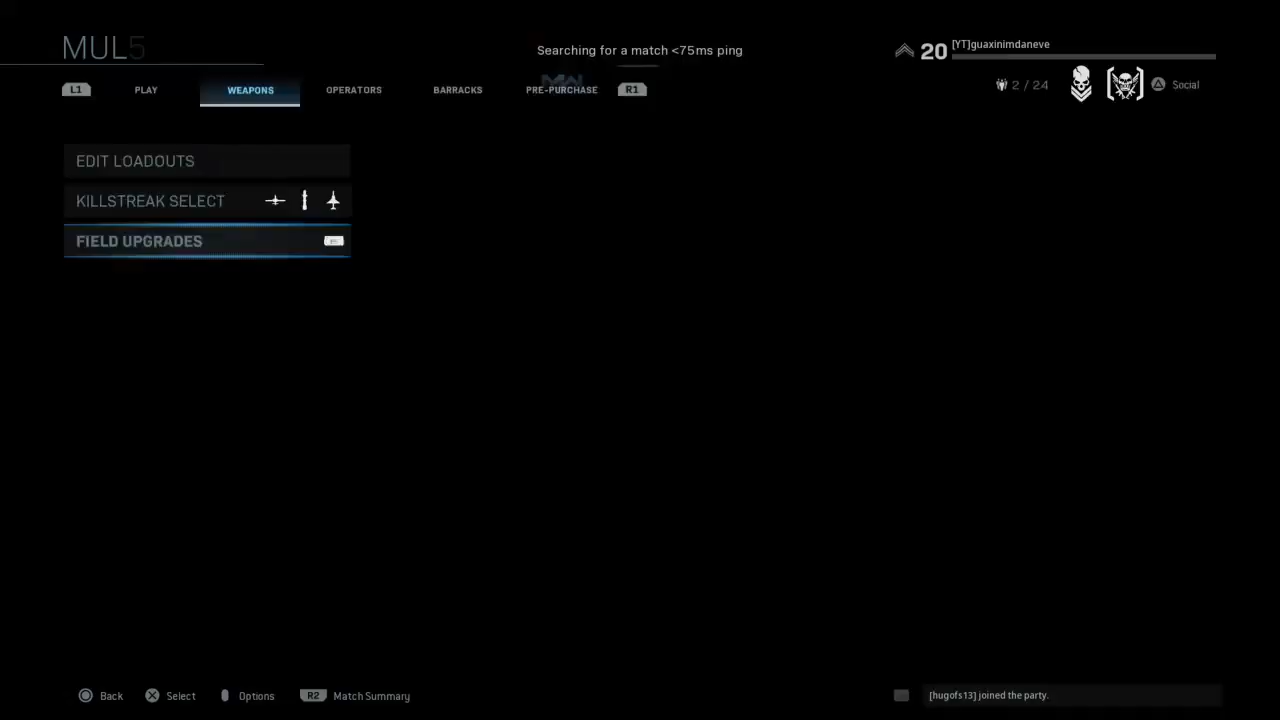 MUL5
Searching for a match <75ms ping
20 [YT]guaxinimdaneve
L1 PLAY WEAPONS OPERATORS BARRACKS PRE-PURCHASE R1
2 / 24 Social
EDIT LOADOUTS
KILLSTREAK SELECT
FIELD UPGRADES
Back Select Options R2 Match Summary
[hugofs13] joined the party.